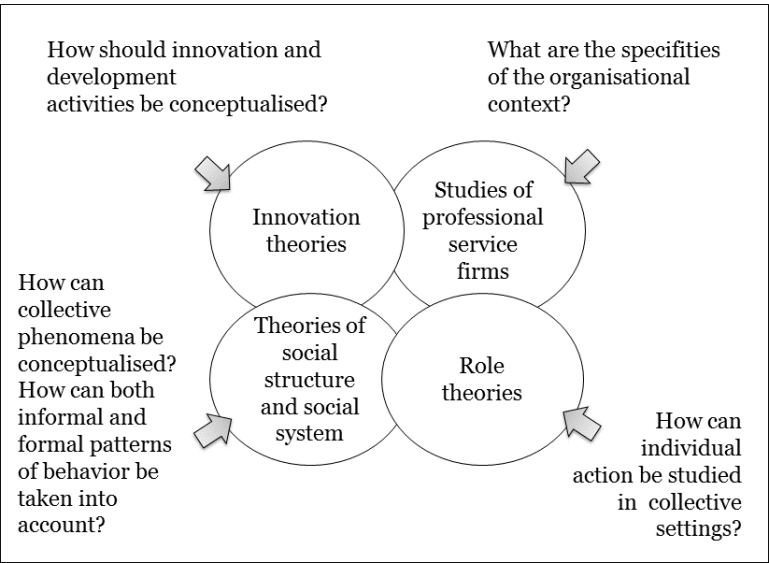 How should innovation and
development
activities be conceptualised?
What are the specifities
of the organisational
context?
Innovation
theories
Studies of
professional
service
firms
How can
collective
phenomena be
conceptualised?
How can both
informal and
formal patterns
of behavior be
taken into
account?
Theories of
social
structure
and social
system
Role
theories
How can
individual
action be studied
in collective
settings?